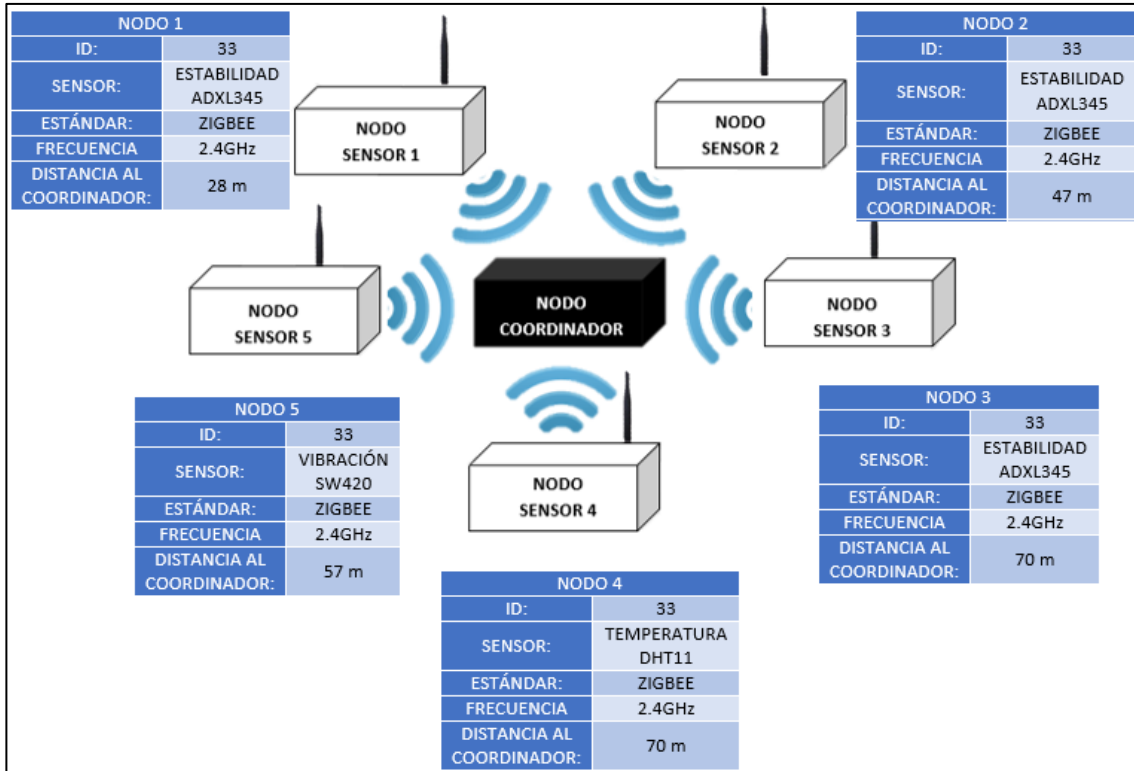 NODO 1
ID: 33
SENSOR: ESTABILIDAD
ADXL345
ESTÁNDAR: ZIGBEE
FRECUENCIA 2.4GHz
DISTANCIA AL
COORDINADOR: 28 m
NODO
SENSOR 1
NODO
SENSOR 2
NODO 2
ID: 33
SENSOR: ESTABILIDAD
ADXL345
ESTÁNDAR: ZIGBEE
FRECUENCIA 2.4GHz
DISTANCIA AL
COORDINADOR: 47 m
NODO
SENSOR 5
NODO
COORDINADOR
NODO
SENSOR 3
NODO 5
ID: 33
SENSOR: VIBRACIÓN
SW420
ESTÁNDAR: ZIGBEE
FRECUENCIA 2.4GHz
DISTANCIA AL
COORDINADOR: 57 m
NODO
SENSOR 4
NODO 3
ID: 33
SENSOR: ESTABILIDAD
ADXL345
ESTÁNDAR: ZIGBEE
FRECUENCIA 2.4GHz
DISTANCIA AL
COORDINADOR: 70 m
NODO 4
ID: 33
SENSOR: TEMPERATURA
DHT11
ESTÁNDAR: ZIGBEE
FRECUENCIA 2.4GHz
DISTANCIA AL
COORDINADOR: 70 m